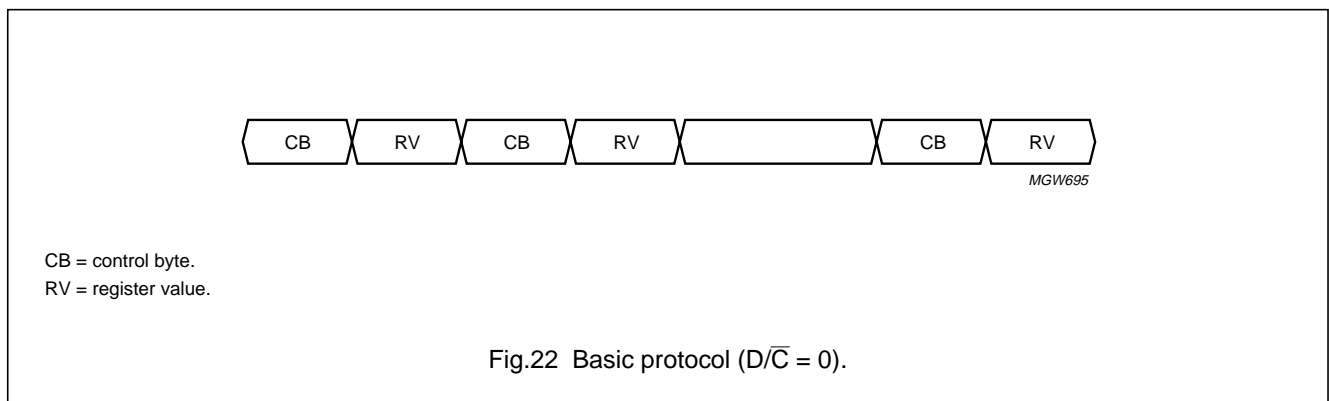 CB RV CB RV CB RV
MGW695
CB = control byte.
RV = register value.
Fig.22 Basic protocol (D/C̅ = 0).